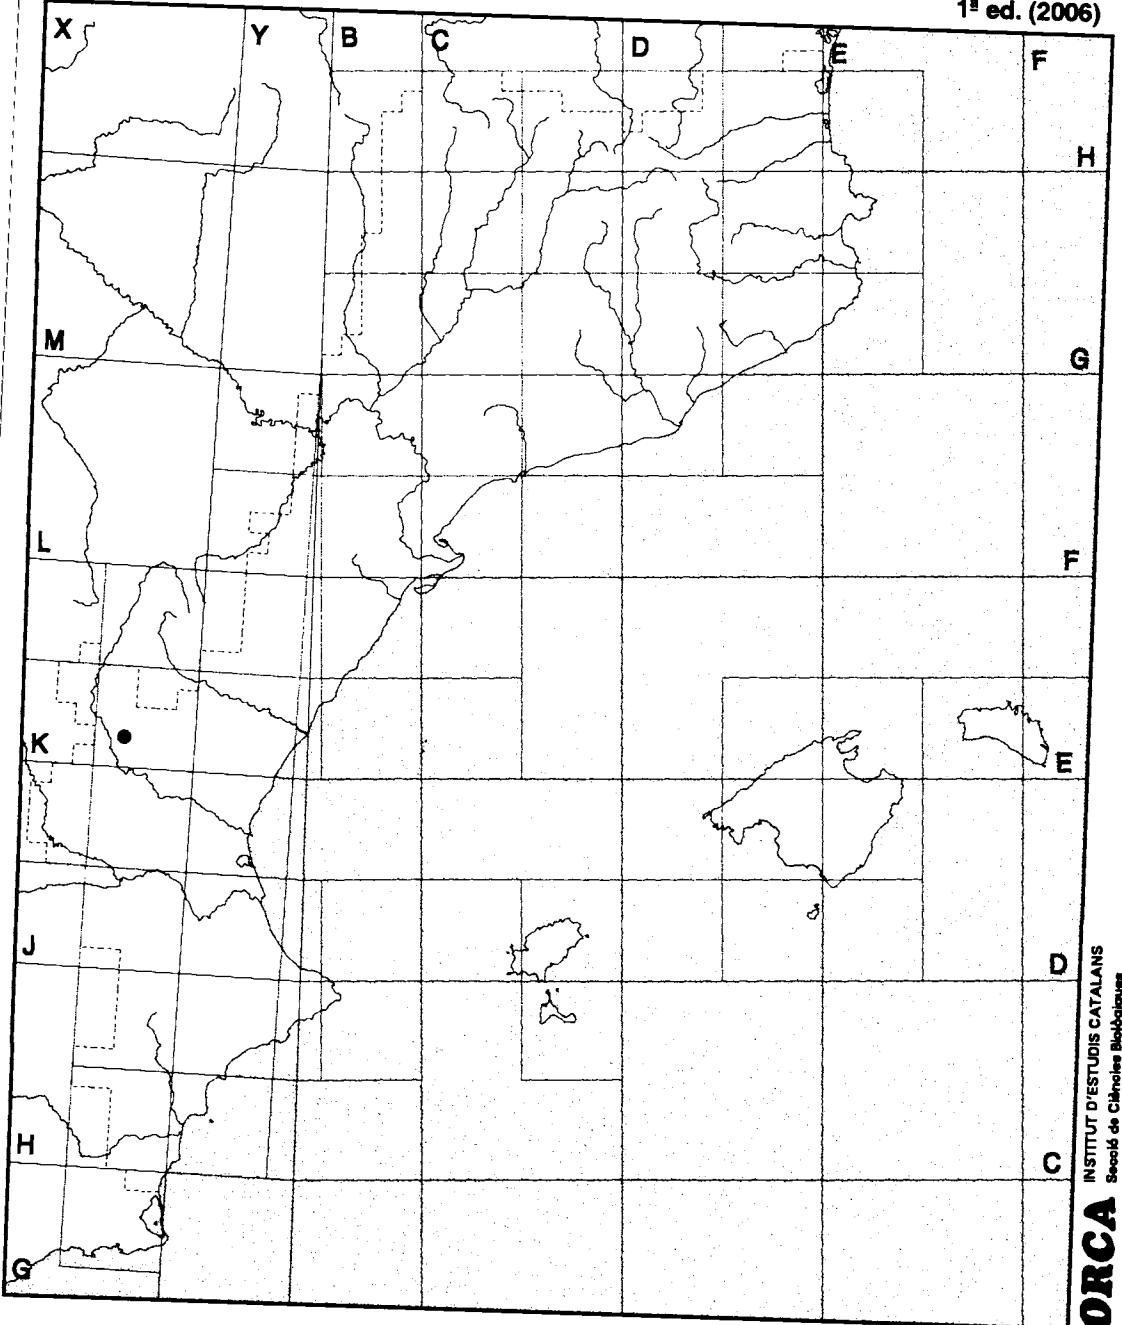 1ª ed. (2006)
X
Y
B
C
D
E
F
H
M
G
L
F
K
E
J
D
H
C
G
ORCA
INSTITUT D'ESTUDIS CATALANS
Secció de Ciències Biològiques